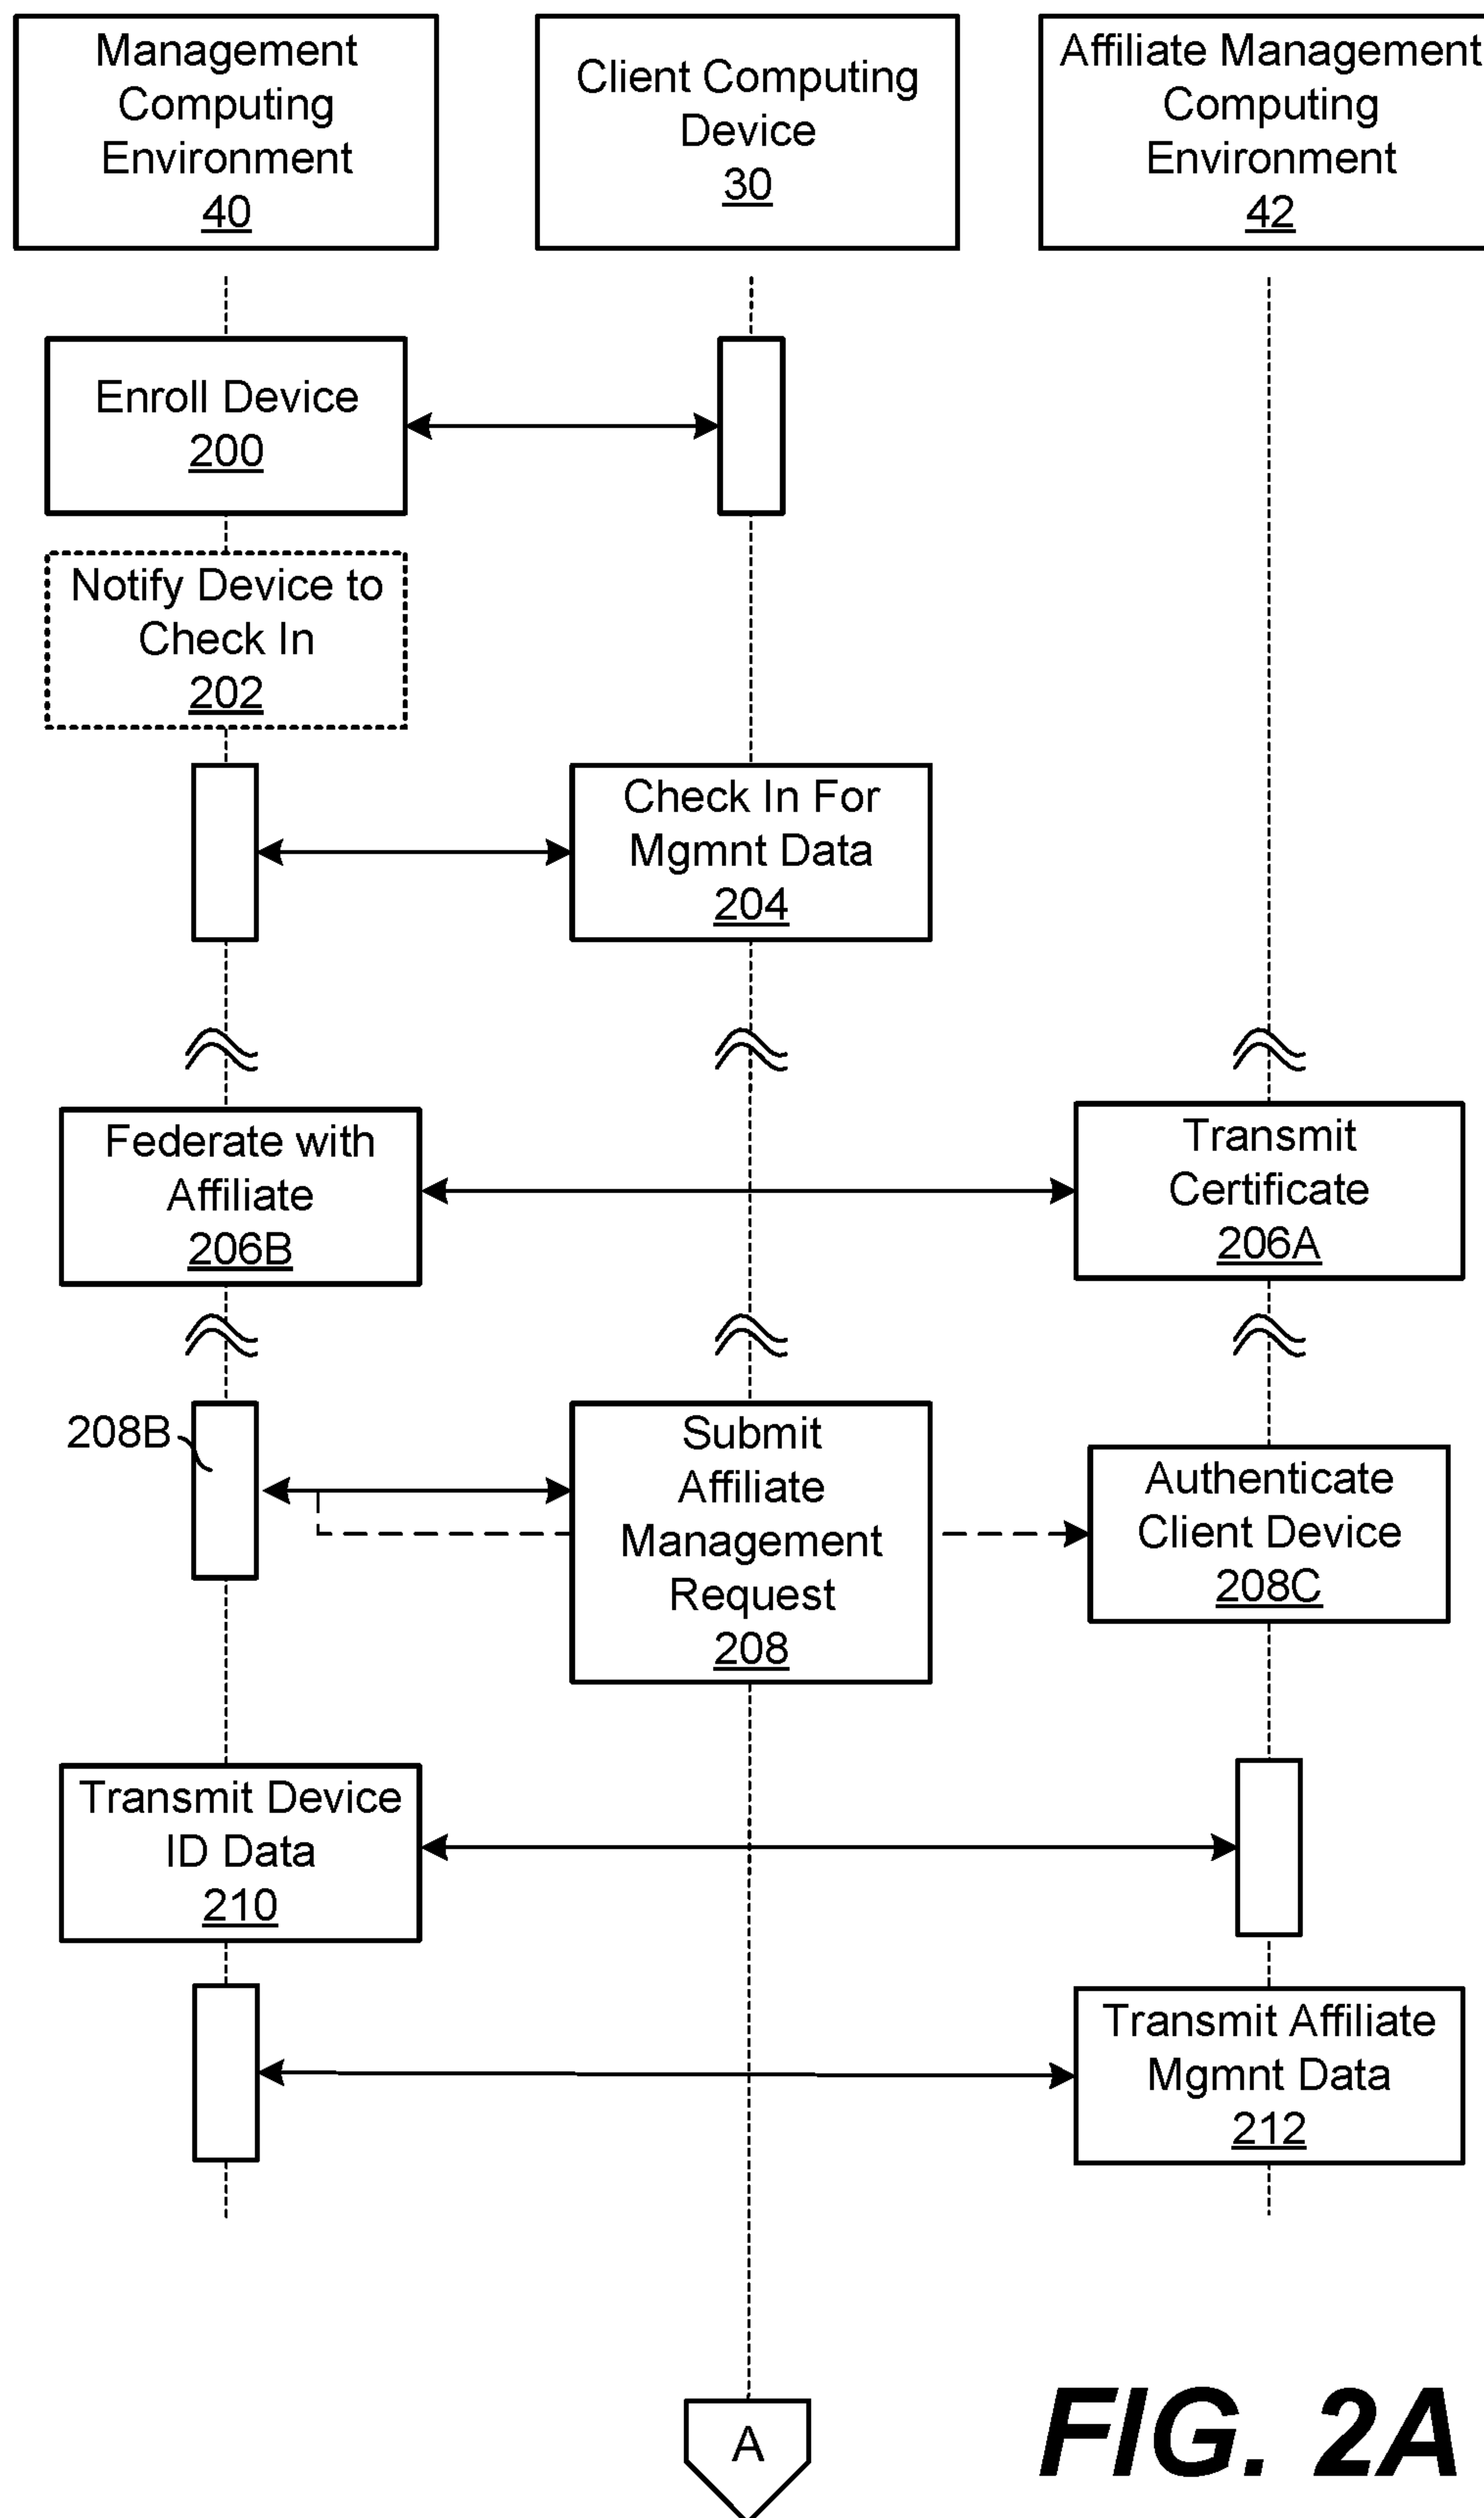 Management
Computing
Environment
40
Client Computing
Device
30
Affiliate Management
Computing
Environment
42
Enroll Device
200
Notify Device to
Check In
202
Check In For
Mgmnt Data
204
Federate with
Affiliate
206B
Transmit
Certificate
206A
208B
Submit
Affiliate
Management
Request
208
Authenticate
Client Device
208C
Transmit Device
ID Data
210
Transmit Affiliate
Mgmnt Data
212
A
FIG. 2A